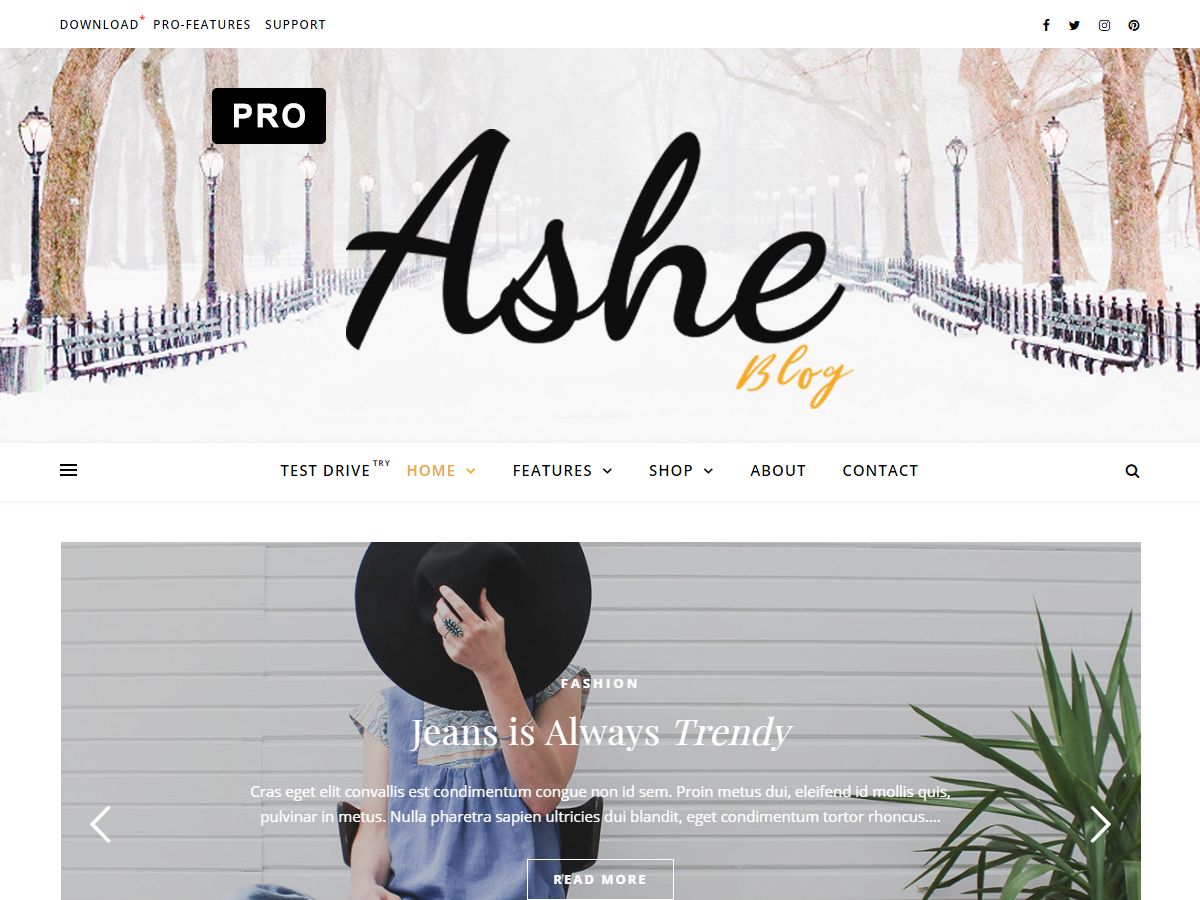 DOWNLOAD* PRO-FEATURES SUPPORT
PRO
Ashe
Blog
TEST DRIVE TRY HOME FEATURES SHOP ABOUT CONTACT
FASHION
Jeans is Always Trendy
Cras eget elit convallis est condimentum congue non id sem. Proin metus dui, eleifend id mollis quis,
pulvinar in metus. Nulla pharetra sapien ultricies dui blandit, eget condimentum tortor rhoncus....
READ MORE